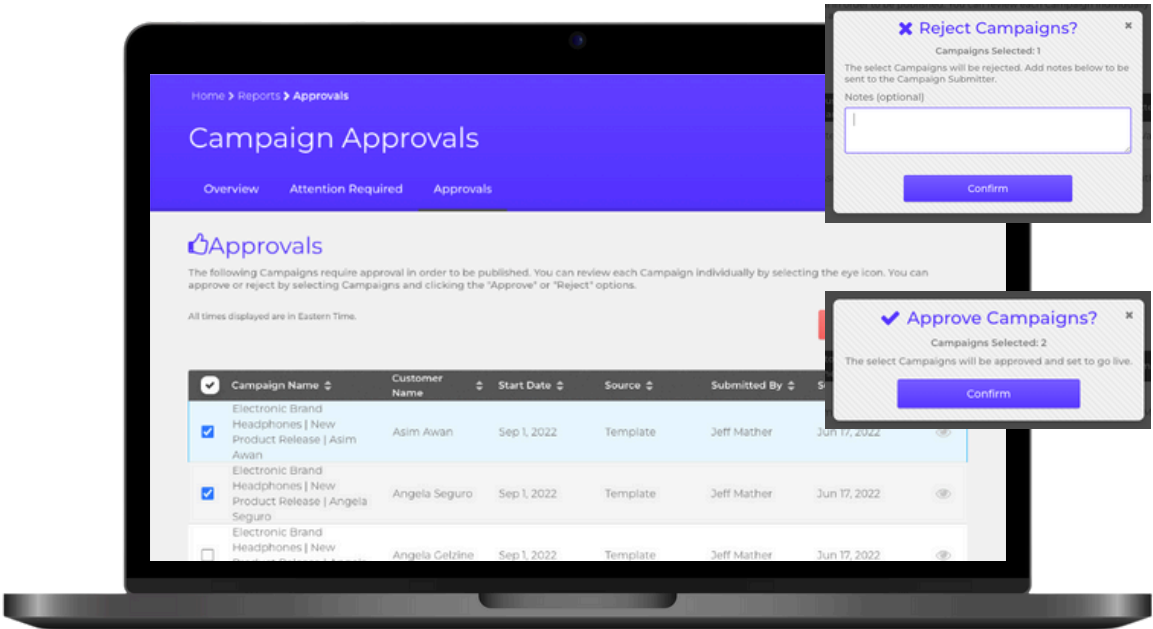 Home > Reports > Approvals
Campaign Approvals
Overview Attention Required Approvals
Approvals
The following Campaigns require approval in order to be published. You can review each Campaign individually by selecting the eye icon. You can
approve or reject by selecting Campaigns and clicking the "Approve" or "Reject" options.
All times displayed are in Eastern Time.
Campaign Name Customer Name Start Date Source Submitted By
Electronic Brand
Headphones | New
Product Release | Asim
Awan
Asim Awan Sep 1, 2022 Template Jeff Mather Jun 17, 2022
Electronic Brand
Headphones | New
Product Release | Angela
Seguro
Angela Seguro Sep 1, 2022 Template Jeff Mather Jun 17, 2022
Electronic Brand
Headphones | New
Angela Gelzine Sep 1, 2022 Template Jeff Mather Jun 17, 2022
Reject Campaigns?
Campaigns Selected: 1
The select Campaigns will be rejected. Add notes below to be
sent to the Campaign Submitter.
Notes (optional)
Confirm
Approve Campaigns?
Campaigns Selected: 2
The select Campaigns will be approved and set to go live.
Confirm